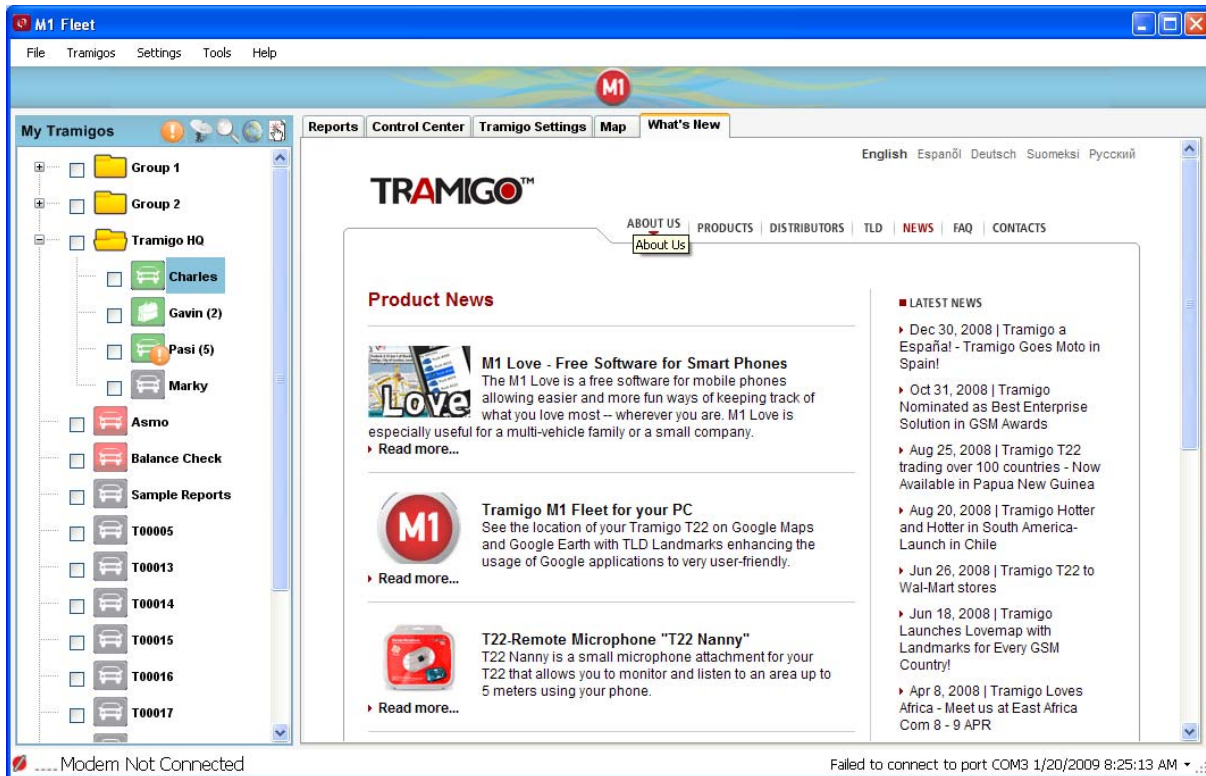 M1 Fleet
File Tramigos Settings Tools Help
M1
My Tramigos
Group 1
Group 2
Tramigo HQ
Charles
Gavin (2)
Pasi (5)
Marky
Asmo
Balance Check
Sample Reports
T00005
T00013
T00014
T00015
T00016
T00017
Reports Control Center Tramigo Settings Map What's New
English Espanõl Deutsch Suomeksi Русский
TRAMIGO™
ABOUT US | PRODUCTS | DISTRIBUTORS | TLD | NEWS | FAQ | CONTACTS
About Us
Product News
Love
M1 Love - Free Software for Smart Phones
The M1 Love is a free software for mobile phones
allowing easier and more fun ways of keeping track of
what you love most -- wherever you are. M1 Love is
especially useful for a multi-vehicle family or a small company.
Read more...
M1
Tramigo M1 Fleet for your PC
See the location of your Tramigo T22 on Google Maps
and Google Earth with TLD Landmarks enhancing the
usage of Google applications to very user-friendly.
Read more...
T22-Remote Microphone "T22 Nanny"
T22 Nanny is a small microphone attachment for your
T22 that allows you to monitor and listen to an area up to
5 meters using your phone.
Read more...
LATEST NEWS
Dec 30, 2008 | Tramigo a
España! - Tramigo Goes Moto in
Spain!
Oct 31, 2008 | Tramigo
Nominated as Best Enterprise
Solution in GSM Awards
Aug 25, 2008 | Tramigo T22
trading over 100 countries - Now
Available in Papua New Guinea
Aug 20, 2008 | Tramigo Hotter
and Hotter in South America-
Launch in Chile
Jun 26, 2008 | Tramigo T22 to
Wal-Mart stores
Jun 18, 2008 | Tramigo
Launches Lovemap with
Landmarks for Every GSM
Country!
Apr 8, 2008 | Tramigo Loves
Africa - Meet us at East Africa
Com 8 - 9 APR
.... Modem Not Connected
Failed to connect to port COM3 1/20/2009 8:25:13 AM